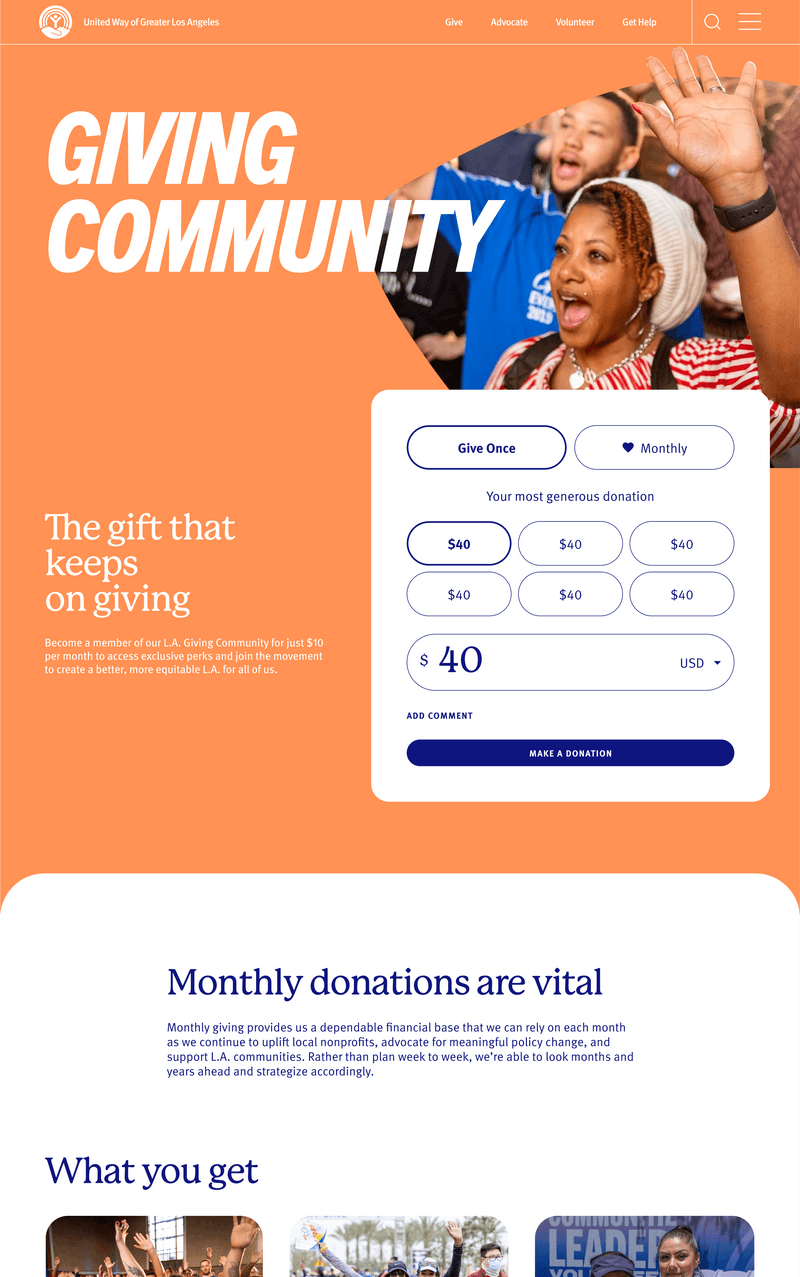 United Way of Greater Los Angeles
Give
Advocate
Volunteer
Get Help
GIVING
COMMUNITY
Give Once
Monthly
Your most generous donation
$40
$40
$40
$40
$40
$40
$ 40
USD
ADD COMMENT
MAKE A DONATION
The gift that
keeps
on giving
Become a member of our L.A. Giving Community for just $10
per month to access exclusive perks and join the movement
to create a better, more equitable L.A. for all of us.
Monthly donations are vital
Monthly giving provides us a dependable financial base that we can rely on each month
as we continue to uplift local nonprofits, advocate for meaningful policy change, and
support L.A. communities. Rather than plan week to week, we’re able to look months and
years ahead and strategize accordingly.
What you get